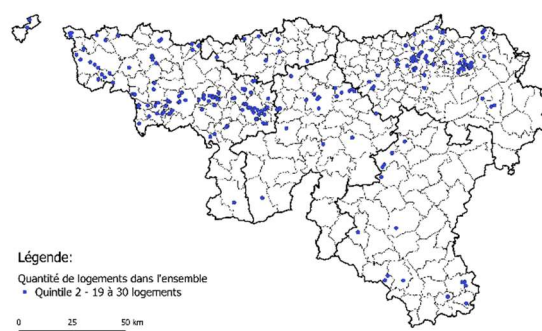 Légende:
Quantité de logements dans l'ensemble
Quintile 2 - 19 à 30 logements
0 25 50 km